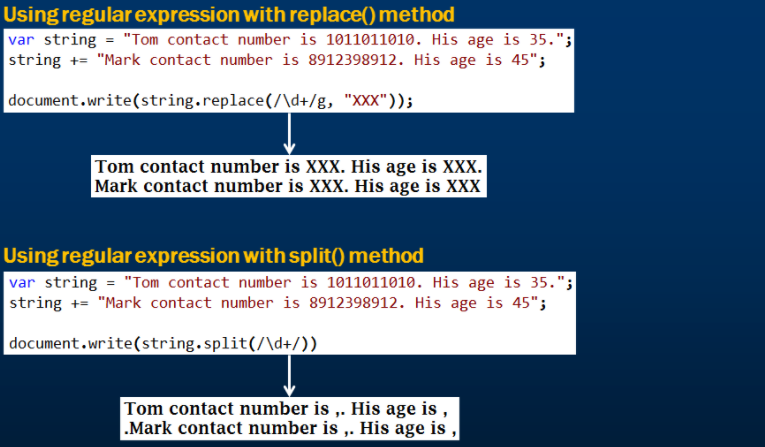 Using regular expression with replace() method
var string = "Tom contact number is 1011011010. His age is 35.";
string += "Mark contact number is 8912398912. His age is 45";
document.write(string.replace(/\d+/g, "XXX"));
Tom contact number is XXX. His age is XXX.
Mark contact number is XXX. His age is XXX
Using regular expression with split() method
var string = "Tom contact number is 1011011010. His age is 35.";
string += "Mark contact number is 8912398912. His age is 45";
document.write(string.split(/\d+/))
Tom contact number is ,. His age is ,
.Mark contact number is ,. His age is ,